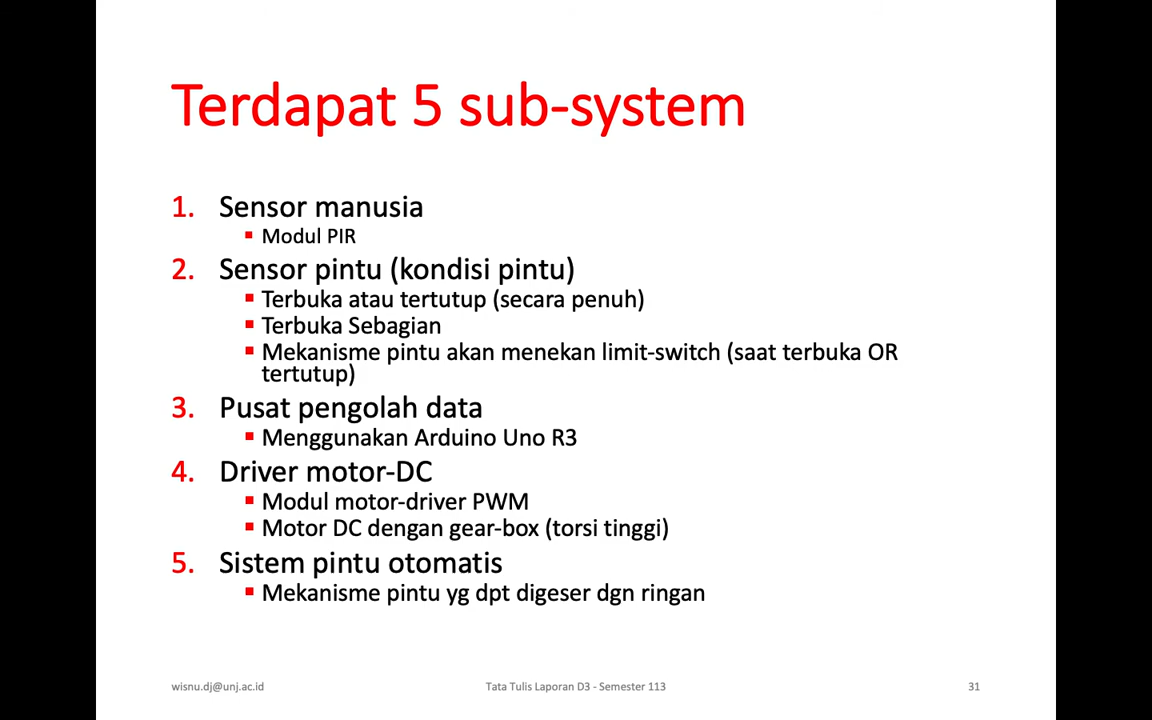 Terdapat 5 sub-system
1. Sensor manusia
▪ Modul PIR
2. Sensor pintu (kondisi pintu)
▪ Terbuka atau tertutup (secara penuh)
▪ Terbuka Sebagian
▪ Mekanisme pintu akan menekan limit-switch (saat terbuka OR
tertutup)
3. Pusat pengolah data
▪ Menggunakan Arduino Uno R3
4. Driver motor-DC
▪ Modul motor-driver PWM
▪ Motor DC dengan gear-box (torsi tinggi)
5. Sistem pintu otomatis
▪ Mekanisme pintu yg dpt digeser dgn ringan
wisnu.dj@unj.ac.id
Tata Tulis Laporan D3 - Semester 113
31